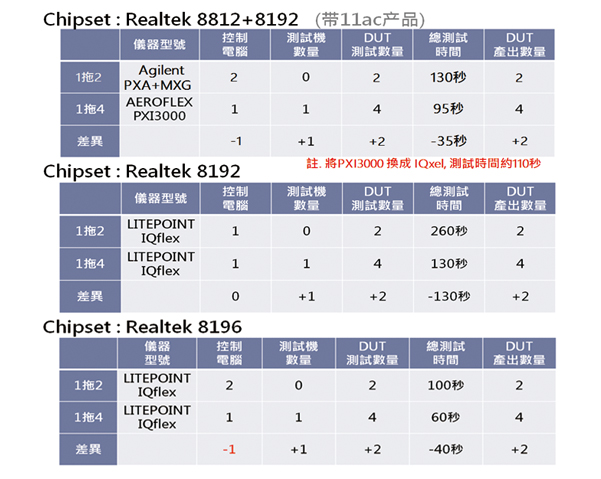 Chipset : Realtek 8812+8192 (带11ac产品)
儀器型號 控制電腦 測試機數量 DUT測試數量 總測試時間 DUT產出數量
1拖2 Agilent PXA+MXG 2 0 2 130秒 2
1拖4 AEROFLEX PXI3000 1 1 4 95秒 4
差異 -1 +1 +2 -35秒 +2
註. 將PXI3000 換成 IQxel, 測試時間約110秒
Chipset : Realtek 8192
儀器型號 控制電腦 測試機數量 DUT測試數量 總測試時間 DUT產出數量
1拖2 LITEPOINT IQflex 1 0 2 260秒 2
1拖4 LITEPOINT IQflex 1 1 4 130秒 4
差異 0 +1 +2 -130秒 +2
Chipset : Realtek 8196
儀器型號 控制電腦 測試機數量 DUT測試數量 總測試時間 DUT產出數量
1拖2 LITEPOINT IQflex 2 0 2 100秒 2
1拖4 LITEPOINT IQflex 1 1 4 60秒 4
差異 -1 +1 +2 -40秒 +2